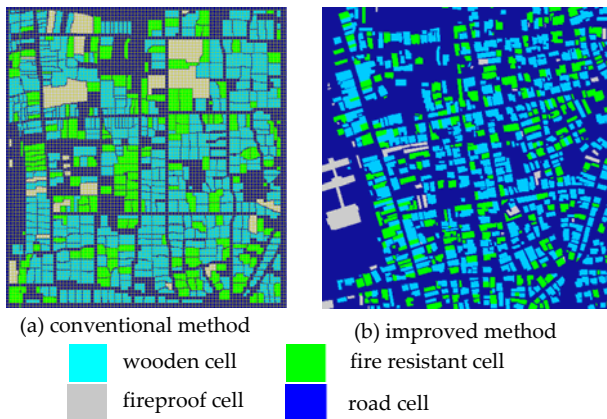 (a) conventional method
(b) improved method
wooden cell
fire resistant cell
fireproof cell
road cell